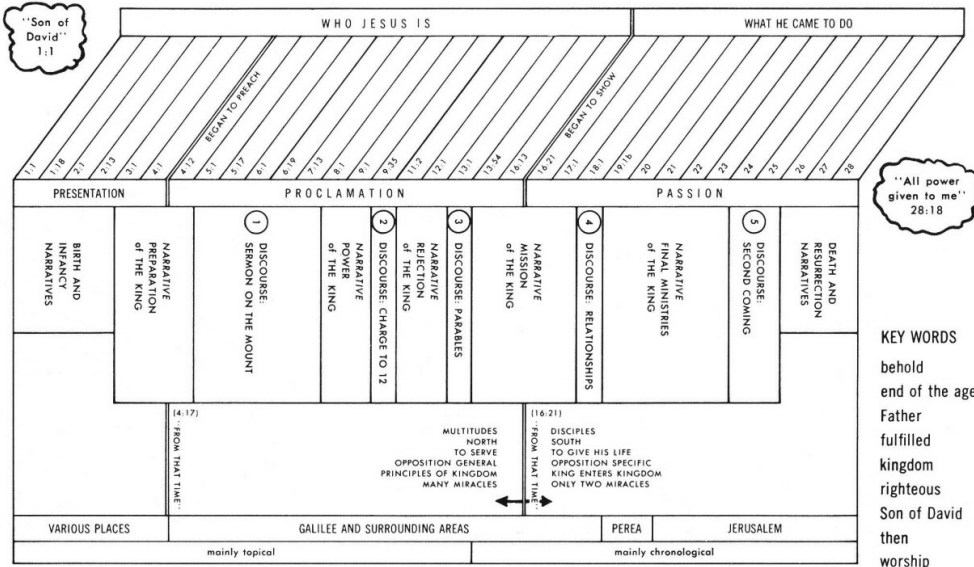 "Son of
David"
1:1
WHO JESUS IS
WHAT HE CAME TO DO
BEGAN TO PREACH
BEGAN TO SHOW
1:1
1:18
2:1
2:13
3:1
4:1
4:12
5:1
5:17
6:1
6:19
7:13
8:1
9:1
9:35
11:2
12:1
13:1
13:54
16:13
16:21
17:1
18:1
19:1b
20
21
22
23
24
25
26
27
28
"All power
given to me"
28:18
PRESENTATION
PROCLAMATION
PASSION
BIRTH AND
INFANCY
NARRATIVES
NARRATIVE
PREPARATION
of THE KING
1
DISCOURSE:
SERMON ON THE MOUNT
NARRATIVE
POWER
of THE KING
2
DISCOURSE: CHARGE TO 12
NARRATIVE
REJECTION
of THE KING
3
DISCOURSE: PARABLES
NARRATIVE
MISSION
of THE KING
4
DISCOURSE: RELATIONSHIPS
NARRATIVE
FINAL MINISTRIES
of THE KING
5
DISCOURSE:
SECOND COMING
DEATH AND
RESURRECTION
NARRATIVES
(4:17)
"FROM THAT TIME"
MULTITUDES
NORTH
TO SERVE
OPPOSITION GENERAL
PRINCIPLES OF KINGDOM
MANY MIRACLES
(16:21)
"FROM THAT TIME"
DISCIPLES
SOUTH
TO GIVE HIS LIFE
OPPOSITION SPECIFIC
KING ENTERS KINGDOM
ONLY TWO MIRACLES
VARIOUS PLACES
GALILEE AND SURROUNDING AREAS
PEREA
JERUSALEM
mainly topical
mainly chronological
KEY WORDS
behold
end of the age
Father
fulfilled
kingdom
righteous
Son of David
then
worship